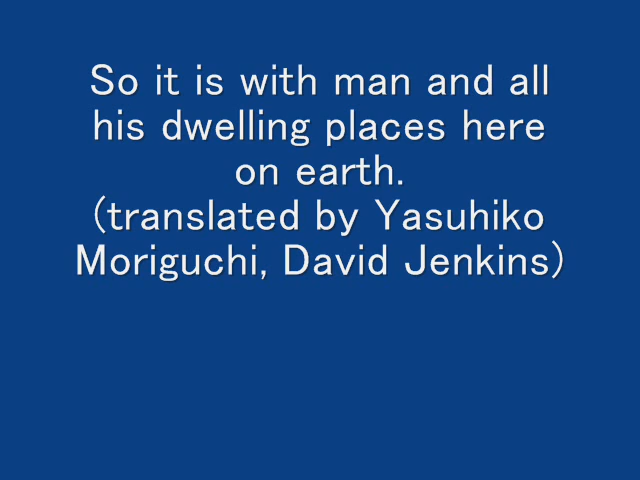 So it is with man and all
his dwelling places here
on earth.
(translated by Yasuhiko
Moriguchi, David Jenkins)